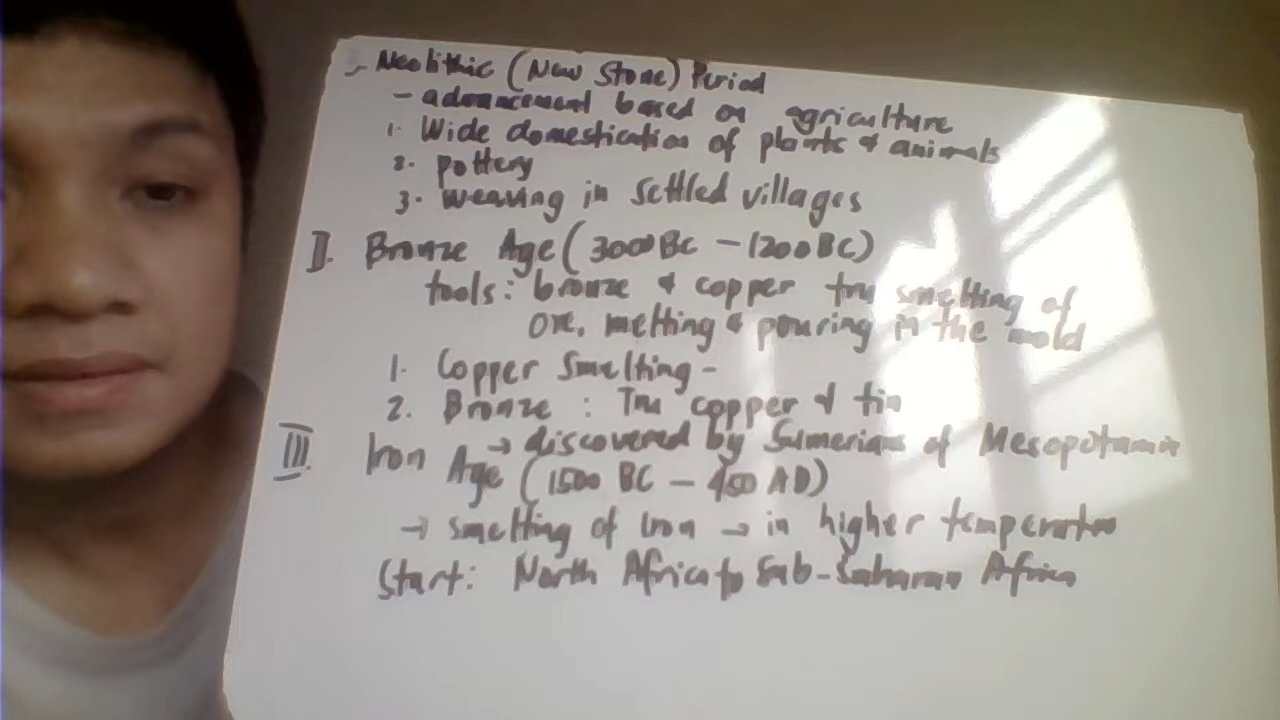 - Neolithic (New Stone) Period
- advancement based on agriculture
1. Wide domestication of plants & animals
2. pottery
3. weaving in settled villages
II. Bronze Age (3000 BC - 1200 BC)
tools: bronze & copper tru smelting of
ore, melting & pouring in the mold
1. Copper Smelting -
2. Bronze : Tru copper & tin
→ discovered by Sumerians of Mesopotamia
III. Iron Age (1500 BC - 450 AD)
→ smelting of Iron → in higher temperature
Start: North Africa to Sub-Saharan Africa